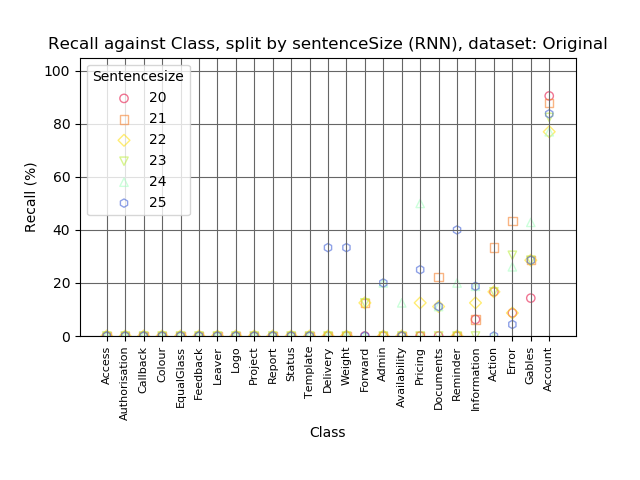 Recall against Class, split by sentenceSize (RNN), dataset: Original
Sentencesize
20
21
22
23
24
25
Recall (%)
100
80
60
40
20
0
Access
Authorisation
Callback
Colour
EqualGlass
Feedback
Leaver
Logo
Project
Report
Status
Template
Delivery
Weight
Forward
Admin
Availability
Pricing
Documents
Reminder
Information
Action
Error
Gables
Account
Class